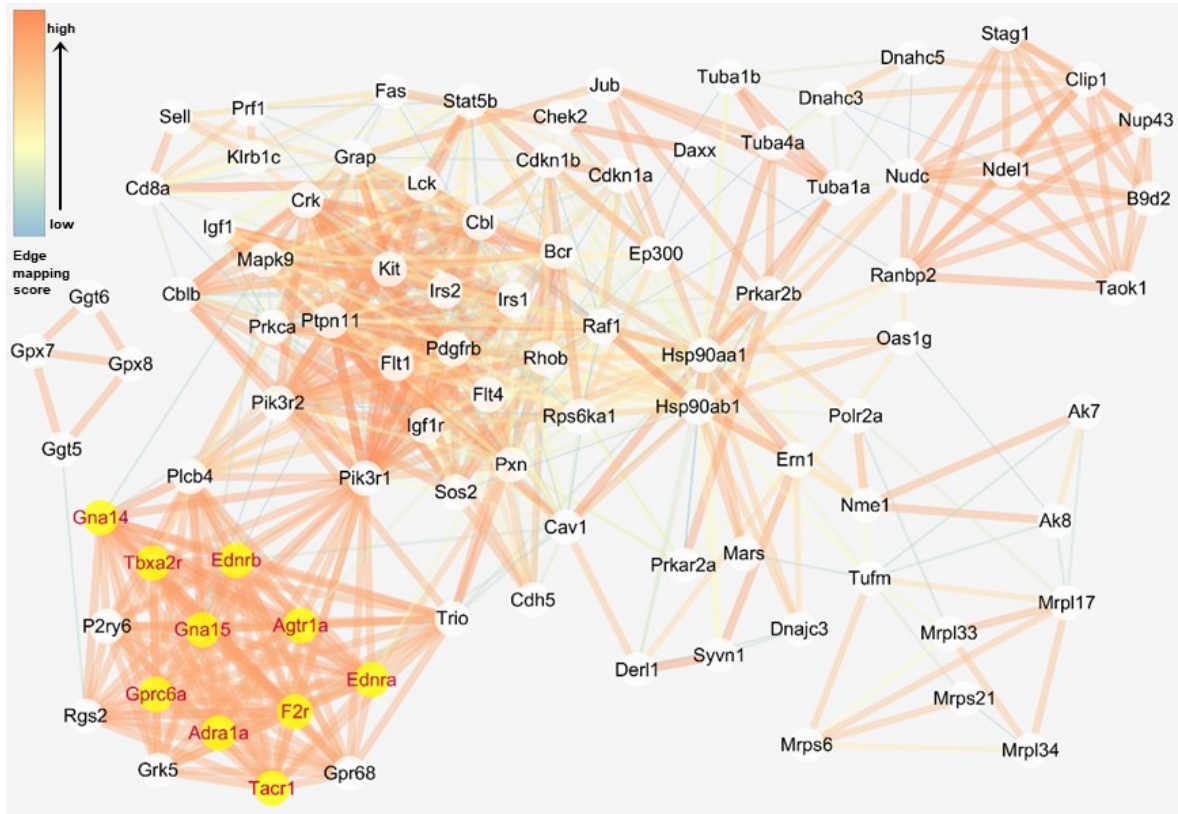 high
low
Edge
mapping
score
Stag1
Dnahc5
Clip1
Tuba1b
Jub
Fas
Stat5b
Dnahc3
Prf1
Sell
Chek2
Nup43
Tuba4a
Daxx
Klrb1c
Grap
Cdkn1b
Cdkn1a
Ndel1
Nudc
Lck
Cd8a
Tuba1a
B9d2
Crk
Cbl
Igf1
Bcr
Ep300
Mapk9
Kit
Ranbp2
Taok1
Irs2
Irs1
Prkar2b
Cblb
Ggt6
Prkca
Ptpn11
Raf1
Oas1g
Gpx7
Gpx8
Flt1
Pdgfrb
Rhob
Hsp90aa1
Flt4
Pik3r2
Rps6ka1
Hsp90ab1
Polr2a
Ak7
Igf1r
Ggt5
Ern1
Pxn
Plcb4
Pik3r1
Sos2
Nme1
Gna14
Ak8
Cav1
Tbxa2r
Ednrb
Prkar2a
Mars
Tufm
Cdh5
Mrpl17
P2ry6
Gna15
Agtr1a
Trio
Dnajc3
Mrpl33
Ednra
Derl1
Syvn1
Gprc6a
Mrps21
F2r
Rgs2
Adra1a
Mrps6
Mrpl34
Grk5
Gpr68
Tacr1